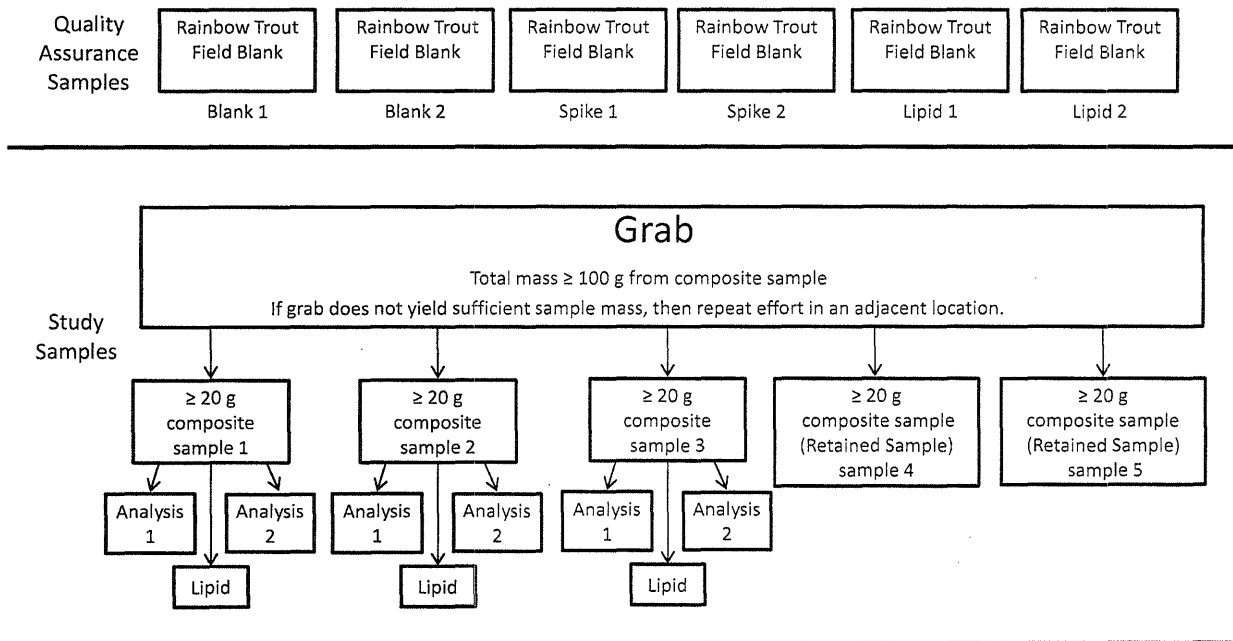 Quality
Assurance
Samples
Rainbow Trout
Field Blank
Blank 1
Rainbow Trout
Field Blank
Blank 2
Rainbow Trout
Field Blank
Spike 1
Rainbow Trout
Field Blank
Spike 2
Rainbow Trout
Field Blank
Lipid 1
Rainbow Trout
Field Blank
Lipid 2
Study
Samples
Grab
Total mass ≥ 100 g from composite sample
If grab does not yield sufficient sample mass, then repeat effort in an adjacent location.
≥ 20 g
composite
sample 1
≥ 20 g
composite
sample 2
≥ 20 g
composite
sample 3
≥ 20 g
composite sample
(Retained Sample)
sample 4
≥ 20 g
composite sample
(Retained Sample)
sample 5
Analysis
1
Analysis
2
Lipid
Analysis
1
Analysis
2
Lipid
Analysis
1
Analysis
2
Lipid